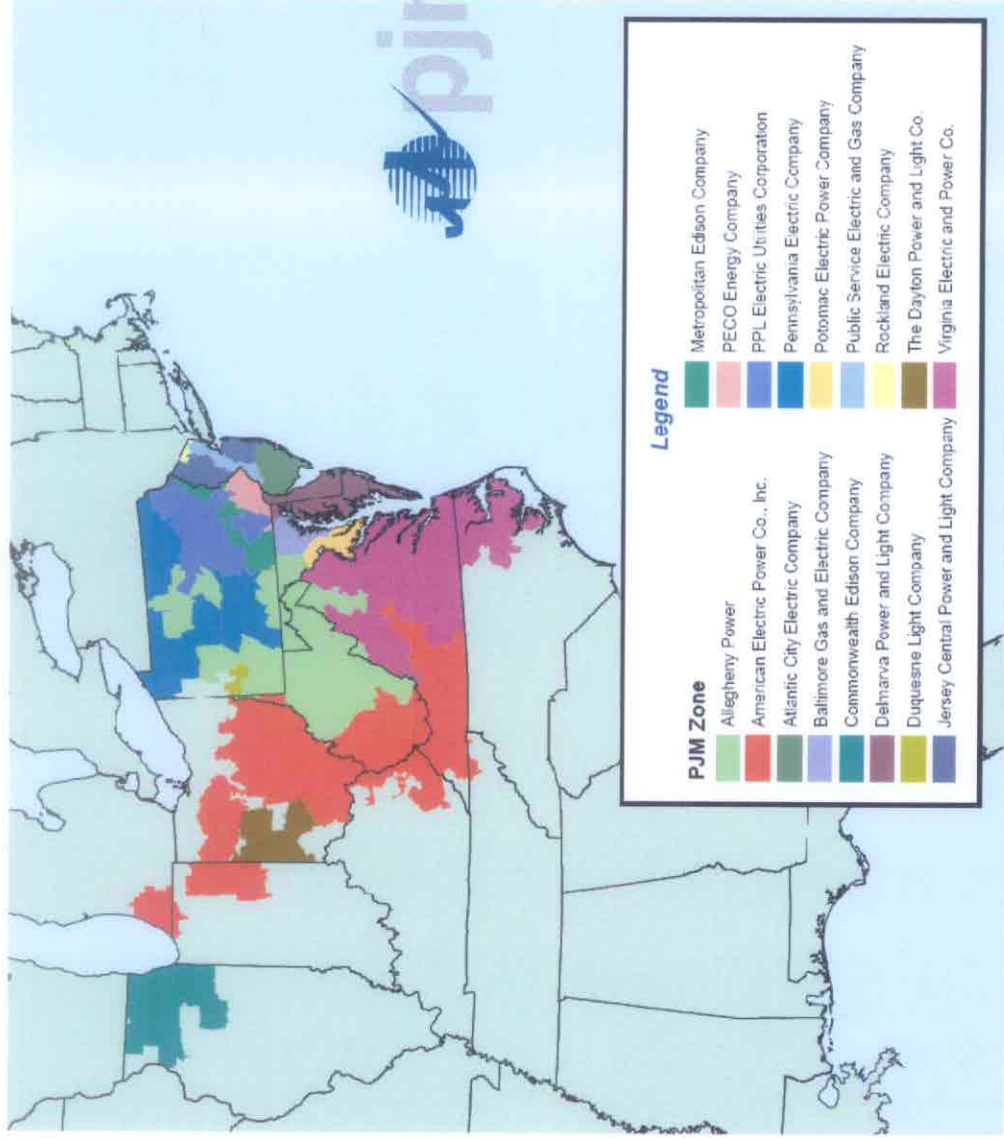 pjm
Legend
PJM Zone
Allegheny Power
American Electric Power Co., Inc.
Atlantic City Electric Company
Baltimore Gas and Electric Company
Commonwealth Edison Company
Delmarva Power and Light Company
Duquesne Light Company
Jersey Central Power and Light Company
Metropolitan Edison Company
PECO Energy Company
PPL Electric Utilities Corporation
Pennsylvania Electric Company
Potomac Electric Power Company
Public Service Electric and Gas Company
Rockland Electric Company
The Dayton Power and Light Co.
Virginia Electric and Power Co.